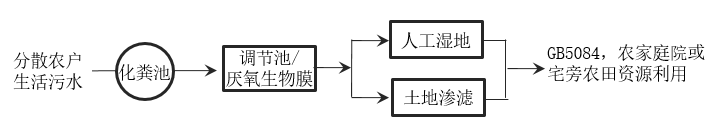 分散农户
生活污水
化粪池
调节池/
厌氧生物膜
人工湿地
土地渗滤
GB5084，农家庭院或
宅旁农田资源利用